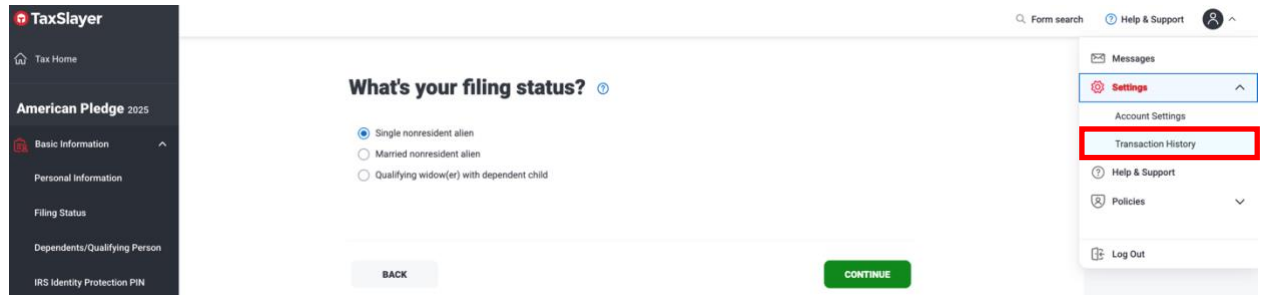 TaxSlayer
Form search
Help & Support
Tax Home
American Pledge 2025
Basic Information
Personal Information
Filing Status
Dependents/Qualifying Person
IRS Identity Protection PIN
What's your filing status?
Single nonresident alien
Married nonresident alien
Qualifying widow(er) with dependent child
BACK
CONTINUE
Messages
Settings
Account Settings
Transaction History
Help & Support
Policies
Log Out